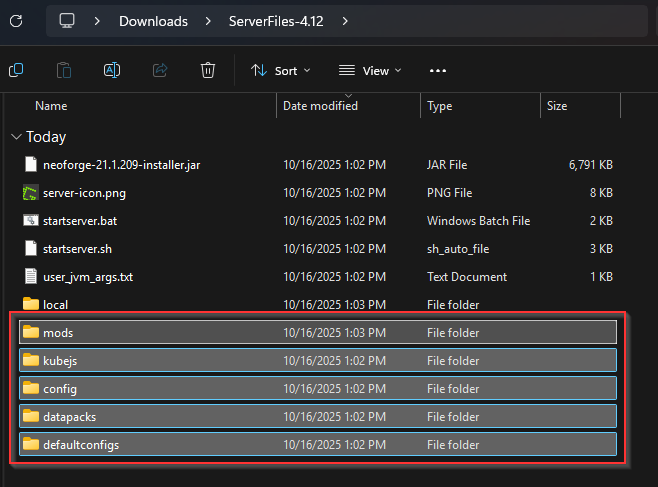 Downloads ServerFiles-4.12
Sort View
Name Date modified Type Size
Today
neoforge-21.1.209-installer.jar 10/16/2025 1:02 PM JAR File 6,791 KB
server-icon.png 10/16/2025 1:02 PM PNG File 8 KB
startserver.bat 10/16/2025 1:02 PM Windows Batch File 2 KB
startserver.sh 10/16/2025 1:02 PM sh_auto_file 3 KB
user_jvm_args.txt 10/16/2025 1:02 PM Text Document 1 KB
local 10/16/2025 1:03 PM File folder
mods 10/16/2025 1:03 PM File folder
kubejs 10/16/2025 1:02 PM File folder
config 10/16/2025 1:02 PM File folder
datapacks 10/16/2025 1:02 PM File folder
defaultconfigs 10/16/2025 1:02 PM File folder